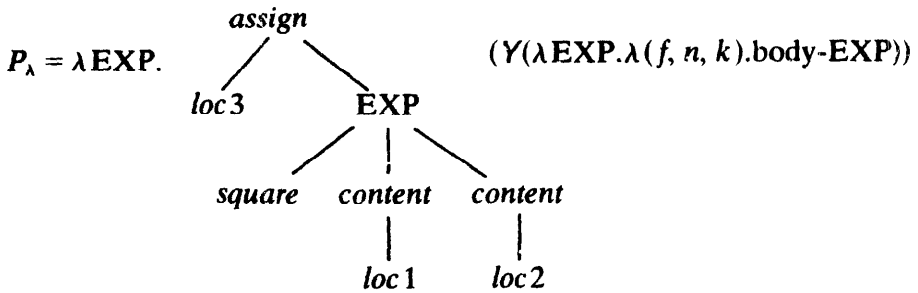 assign
P_λ = λEXP. (Y(λEXP.λ(f, n, k).body-EXP))
loc3 EXP
square content content
loc1 loc2